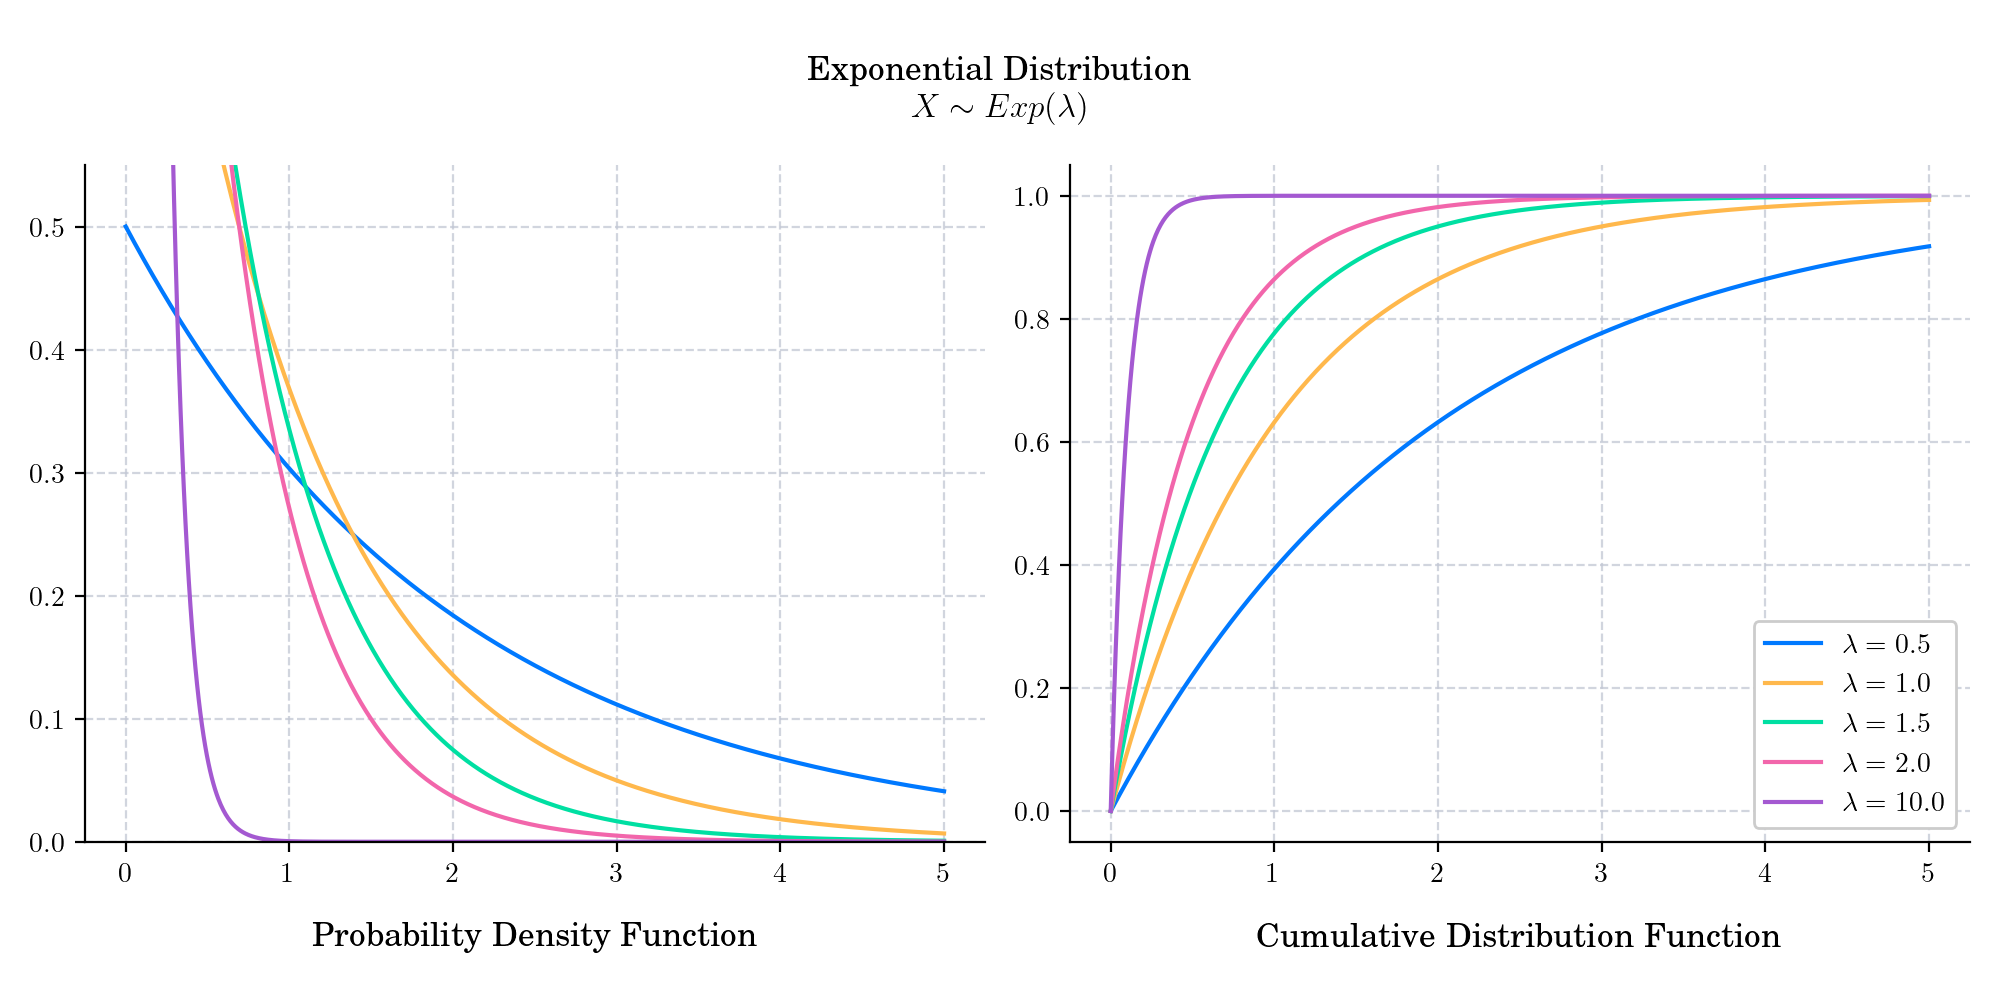 Exponential Distribution
X ∼ Exp(λ)
0.5
0.4
0.3
0.2
0.1
0.0
0 1 2 3 4 5
Probability Density Function
1.0
0.8
0.6
0.4
0.2
0.0
0 1 2 3 4 5
λ = 0.5
λ = 1.0
λ = 1.5
λ = 2.0
λ = 10.0
Cumulative Distribution Function